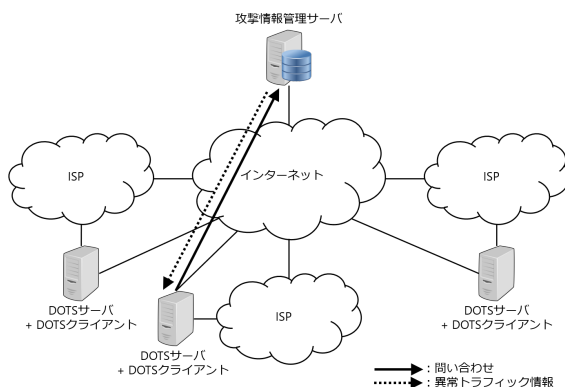 攻撃情報管理サーバ
ISP
インターネット
ISP
DOTSサーバ
+ DOTSクライアント
ISP
DOTSサーバ
+ DOTSクライアント
DOTSサーバ
+ DOTSクライアント
: 問い合わせ
: 異常トラフィック情報